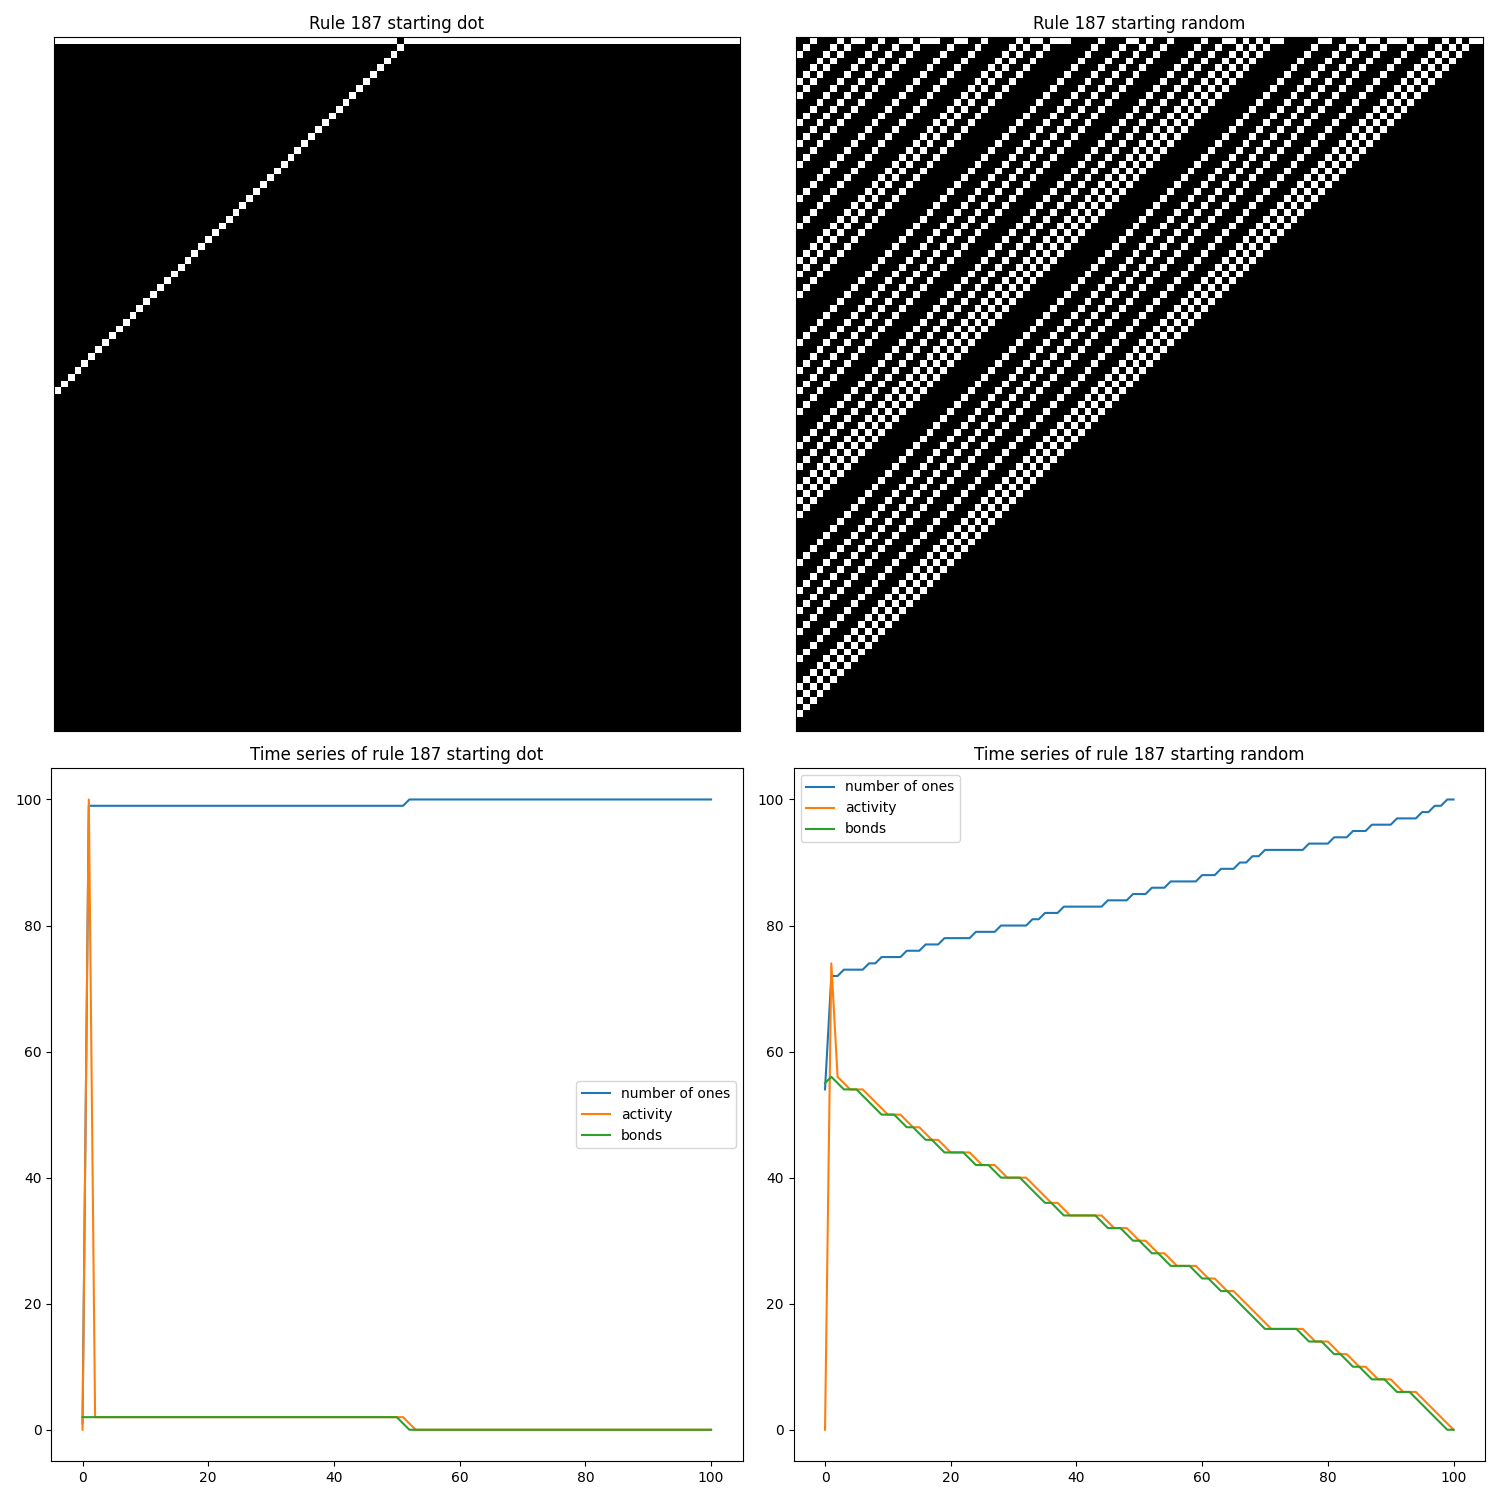 Rule 187 starting dot
Rule 187 starting random
Time series of rule 187 starting dot
100
80
60
40
20
0
0 20 40 60 80 100
number of ones
activity
bonds
Time series of rule 187 starting random
100
80
60
40
20
0
0 20 40 60 80 100
number of ones
activity
bonds